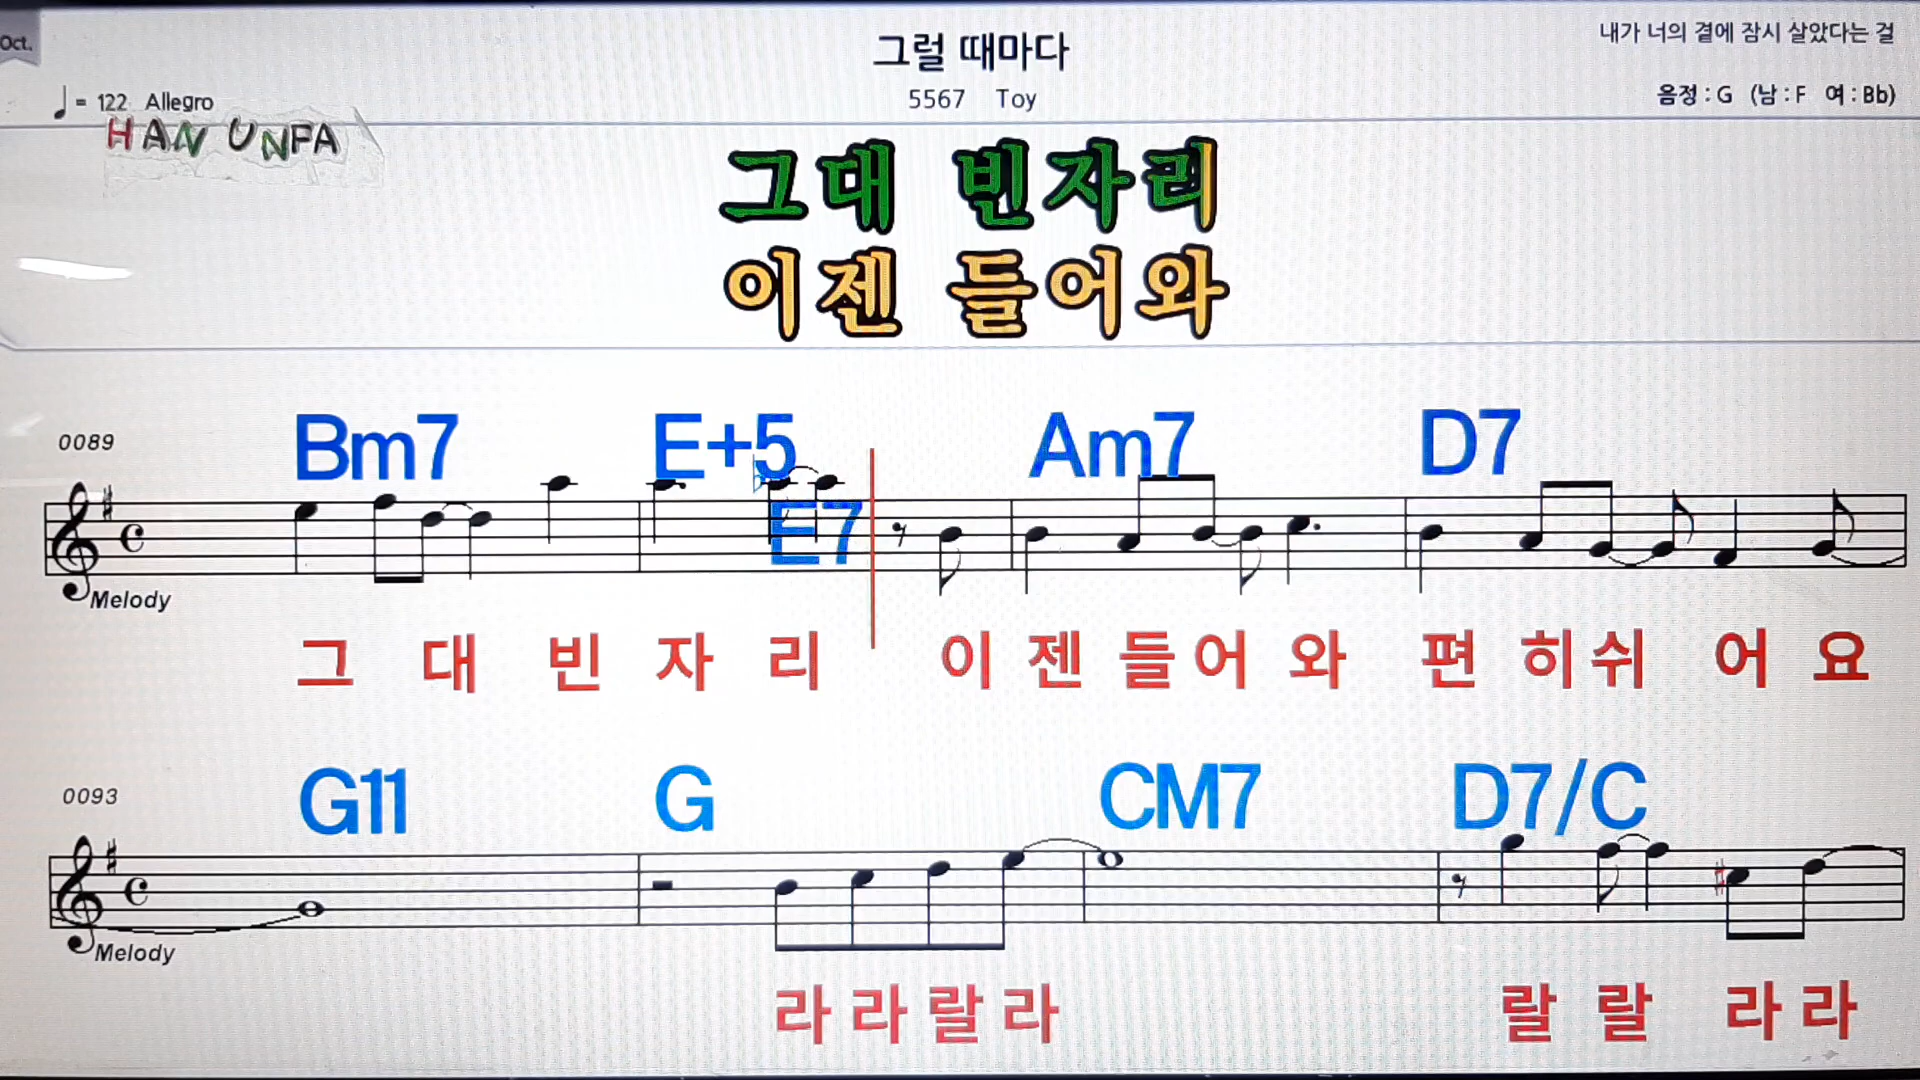 Oct.
그럴 때마다
내가 너의 곁에 잠시 살았다는 걸
♩ = 122 Allegro
5567 Toy
음정 : G (남 : F 여 : Bb)
HAN UNFA
그대 빈자리
이젠 들어와
0089
Bm7 E+5 E7 Am7 D7
Melody
그 대 빈 자 리 이 젠 들 어 와 편 히 쉬 어 요
0093
G11 G CM7 D7/C
Melody
라 라 랄 라 랄 랄 라 라